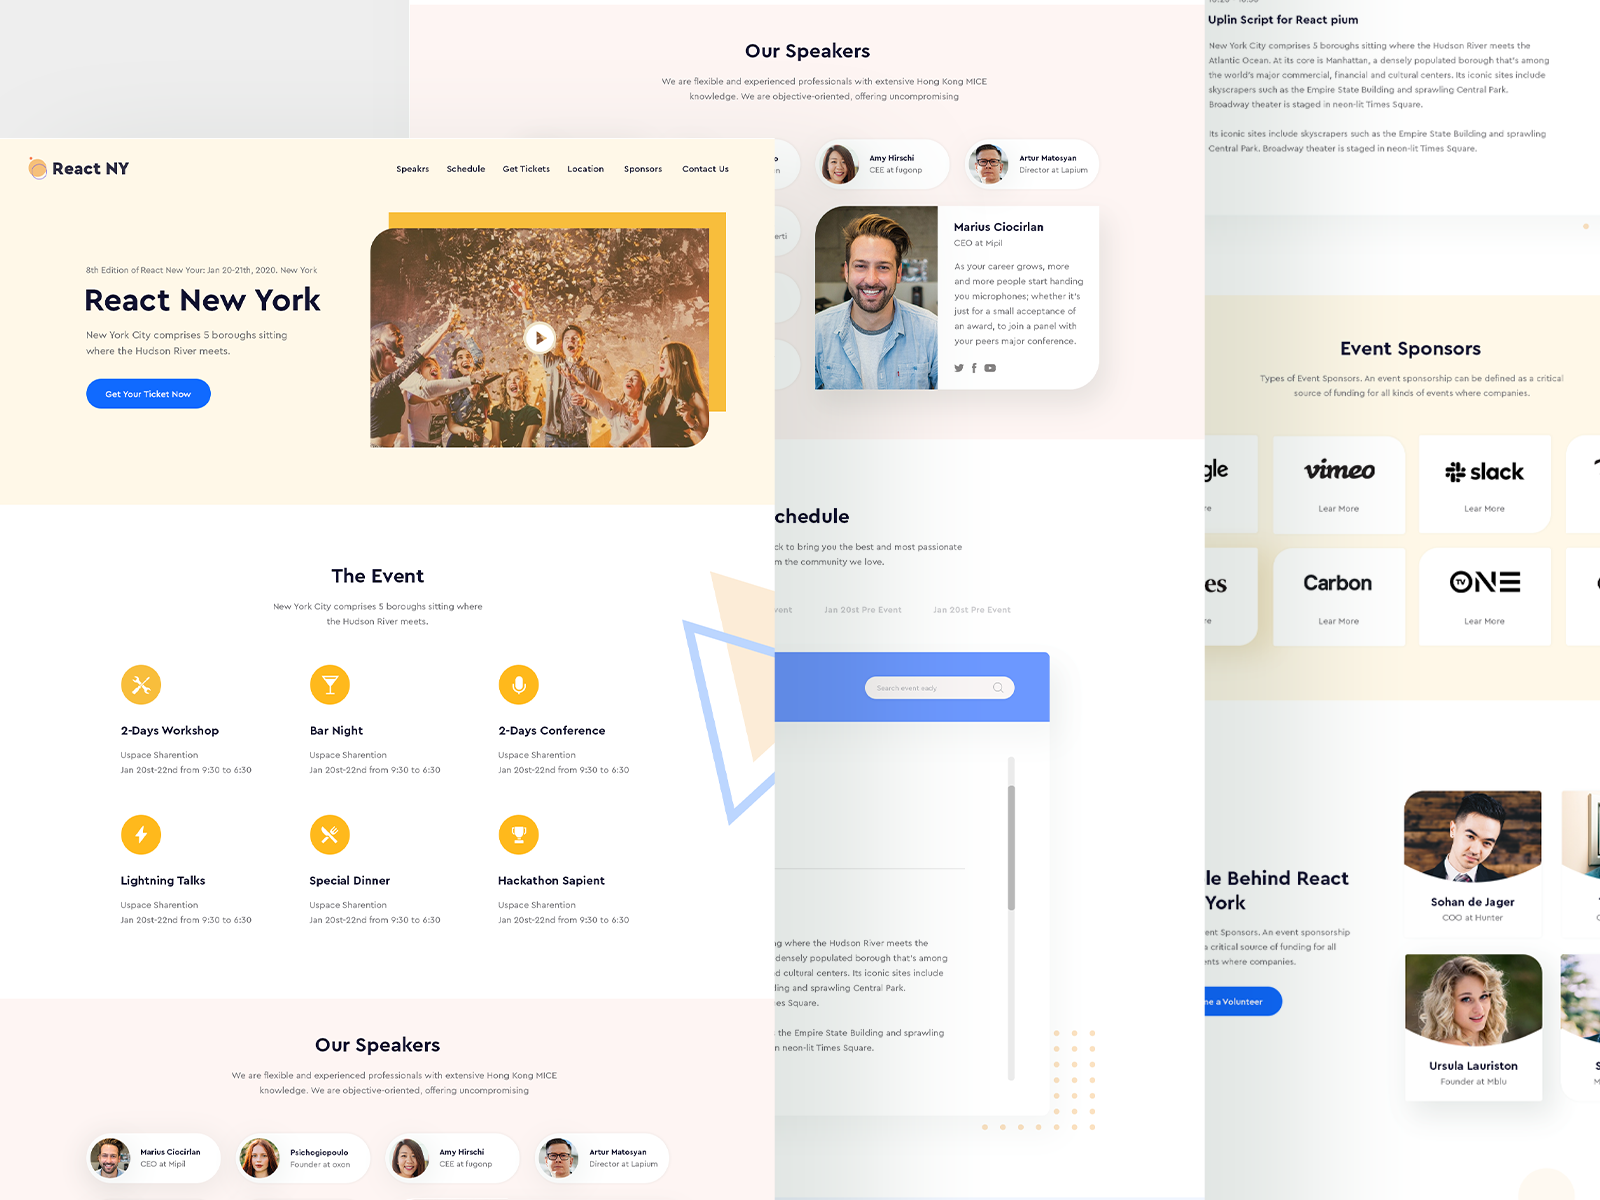 React NY
Speakrs
Schedule
Get Tickets
Location
Sponsors
Contact Us
8th Edition of React New Your: Jan 20-21th, 2020. New York
React New York
New York City comprises 5 boroughs sitting
where the Hudson River meets.
Get Your Ticket Now
The Event
New York City comprises 5 boroughs sitting where
the Hudson River meets.
2-Days Workshop
Uspace Sharention
Jan 20st-22nd from 9:30 to 6:30
Bar Night
Uspace Sharention
Jan 20st-22nd from 9:30 to 6:30
2-Days Conference
Uspace Sharention
Jan 20st-22nd from 9:30 to 6:30
Lightning Talks
Uspace Sharention
Jan 20st-22nd from 9:30 to 6:30
Special Dinner
Uspace Sharention
Jan 20st-22nd from 9:30 to 6:30
Hackathon Sapient
Uspace Sharention
Jan 20st-22nd from 9:30 to 6:30
Our Speakers
We are flexible and experienced professionals with extensive Hong Kong MICE
knowledge. We are objective-oriented, offering uncompromising
Marius Ciocirlan
CEO at Mipil
Psichogiopoulo
Founder at oxon
Amy Hirschi
CEE at fugonp
Artur Matosyan
Director at Lapium
Our Speakers
We are flexible and experienced professionals with extensive Hong Kong MICE
knowledge. We are objective-oriented, offering uncompromising
Amy Hirschi
CEE at fugonp
Artur Matosyan
Director at Lapium
erti
Marius Ciocirlan
CEO at Mipil
As your career grows, more
and more people start handing
you microphones; whether it's
just for a small acceptance of
an award, to join a panel with
your peers major conference.
chedule
ck to bring you the best and most passionate
m the community we love.
vent
Jan 20st Pre Event
Jan 20st Pre Event
Search event eady
ng where the Hudson River meets the
densely populated borough that's among
d cultural centers. Its iconic sites include
ding and sprawling Central Park.
es Square.
the Empire State Building and sprawling
n neon-lit Times Square.
Uplin Script for React pium
New York City comprises 5 boroughs sitting where the Hudson River meets the
Atlantic Ocean. At its core is Manhattan, a densely populated borough that's among
the world's major commercial, financial and cultural centers. Its iconic sites include
skyscrapers such as the Empire State Building and sprawling Central Park.
Broadway theater is staged in neon-lit Times Square.
Its iconic sites include skyscrapers such as the Empire State Building and sprawling
Central Park. Broadway theater is staged in neon-lit Times Square.
Event Sponsors
Types of Event Sponsors. An event sponsorship can be defined as a critical
source of funding for all kinds of events where companies.
gle
re
vimeo
Lear More
slack
Lear More
es
re
Carbon
Lear More
TV ONE
Lear More
le Behind React
York
ent Sponsors. An event sponsorship
a critical source of funding for all
nts where companies.
me a Volunteer
Sohan de Jager
COO at Hunter
Ursula Lauriston
Founder at Mblu